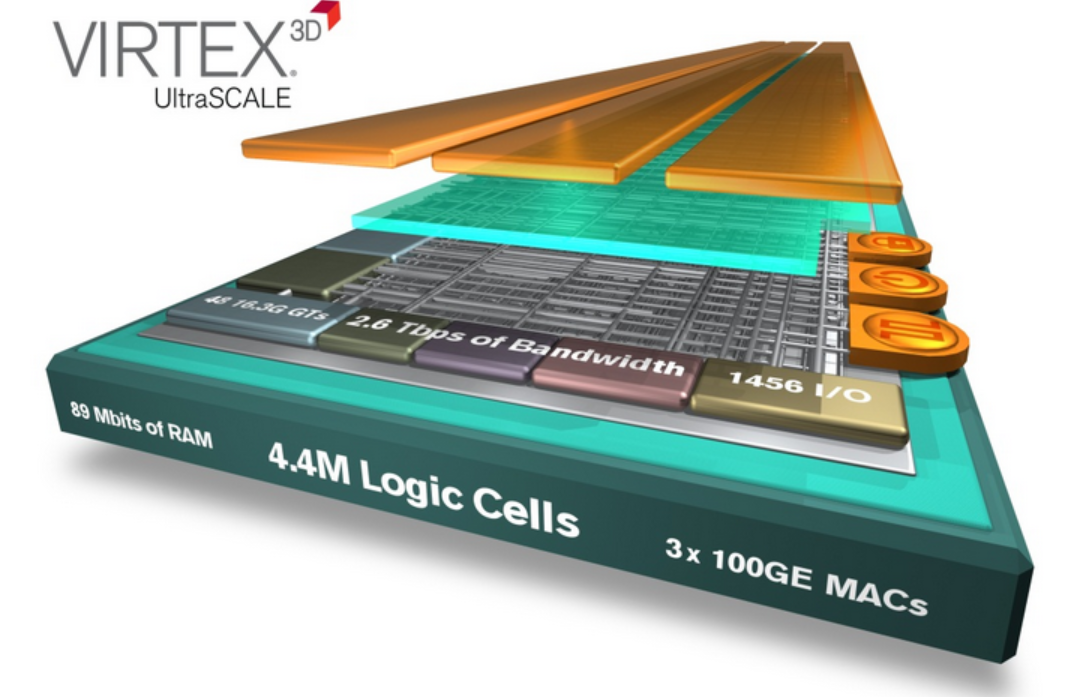 VIRTEX® 3D
UltraSCALE
48 16.3G GTs
2.6 Tbps of Bandwidth
1456 I/O
89 Mbits of RAM
4.4M Logic Cells
3x 100GE MACs